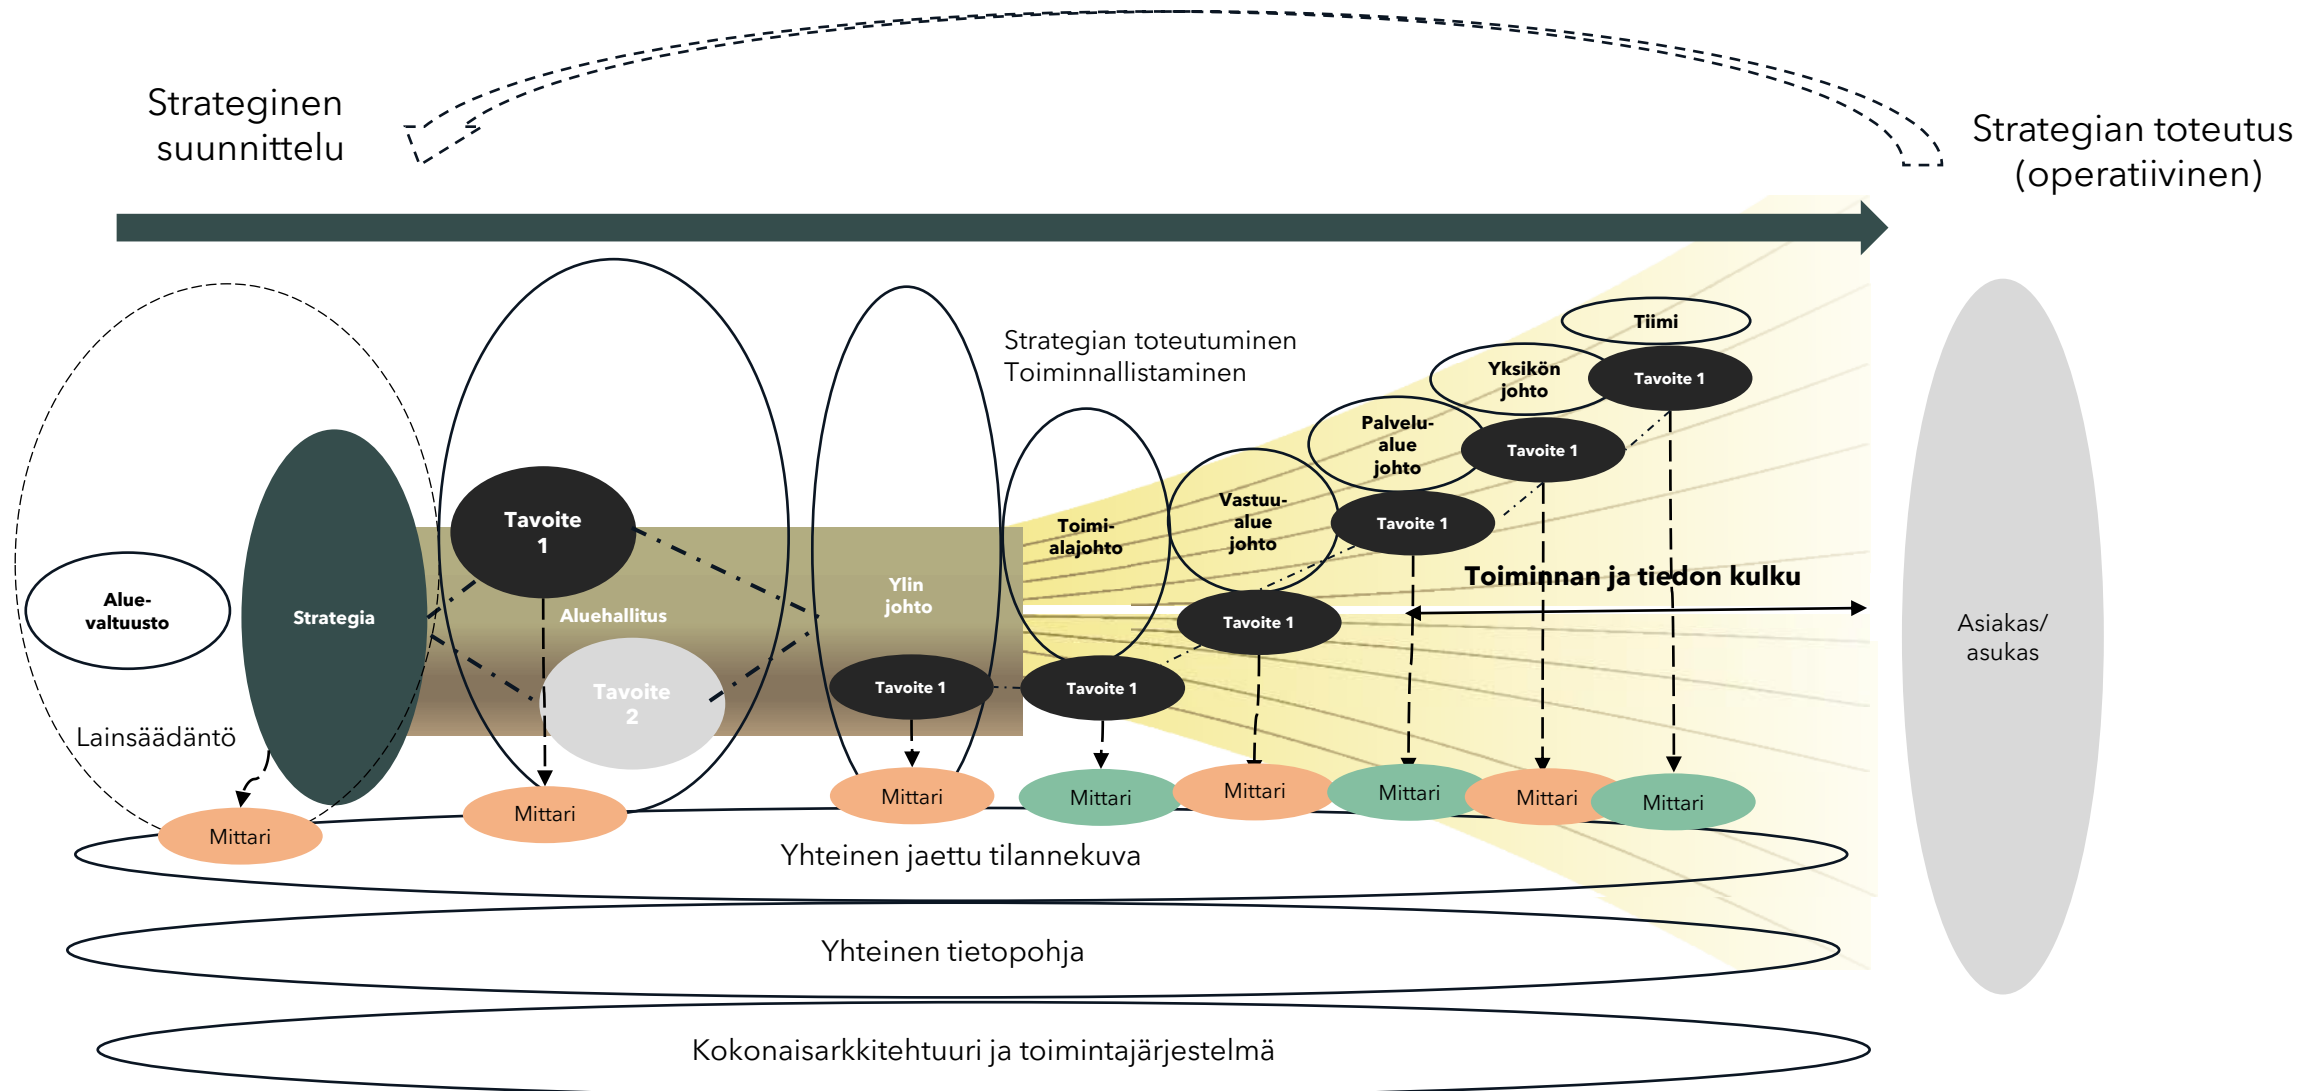 Strateginen
suunnittelu
Strategian toteutus
(operatiivinen)
Strategian toteutuminen
Toiminnallistaminen
Tiimi
Yksikön
johto
Tavoite 1
Palvelu-
alue
johto
Tavoite 1
Vastuu-
alue
johto
Tavoite 1
Toimi-
alajohto
Tavoite
1
Toiminnan ja tiedon kulku
Alue-
valtuusto
Strategia
Aluehallitus
Ylin
johto
Tavoite 1
Asiakas/
asukas
Tavoite
2
Tavoite 1
Tavoite 1
Lainsäädäntö
Mittari
Mittari
Mittari
Mittari
Mittari
Mittari
Mittari
Mittari
Yhteinen jaettu tilannekuva
Yhteinen tietopohja
Kokonaisarkkitehtuuri ja toimintajärjestelmä